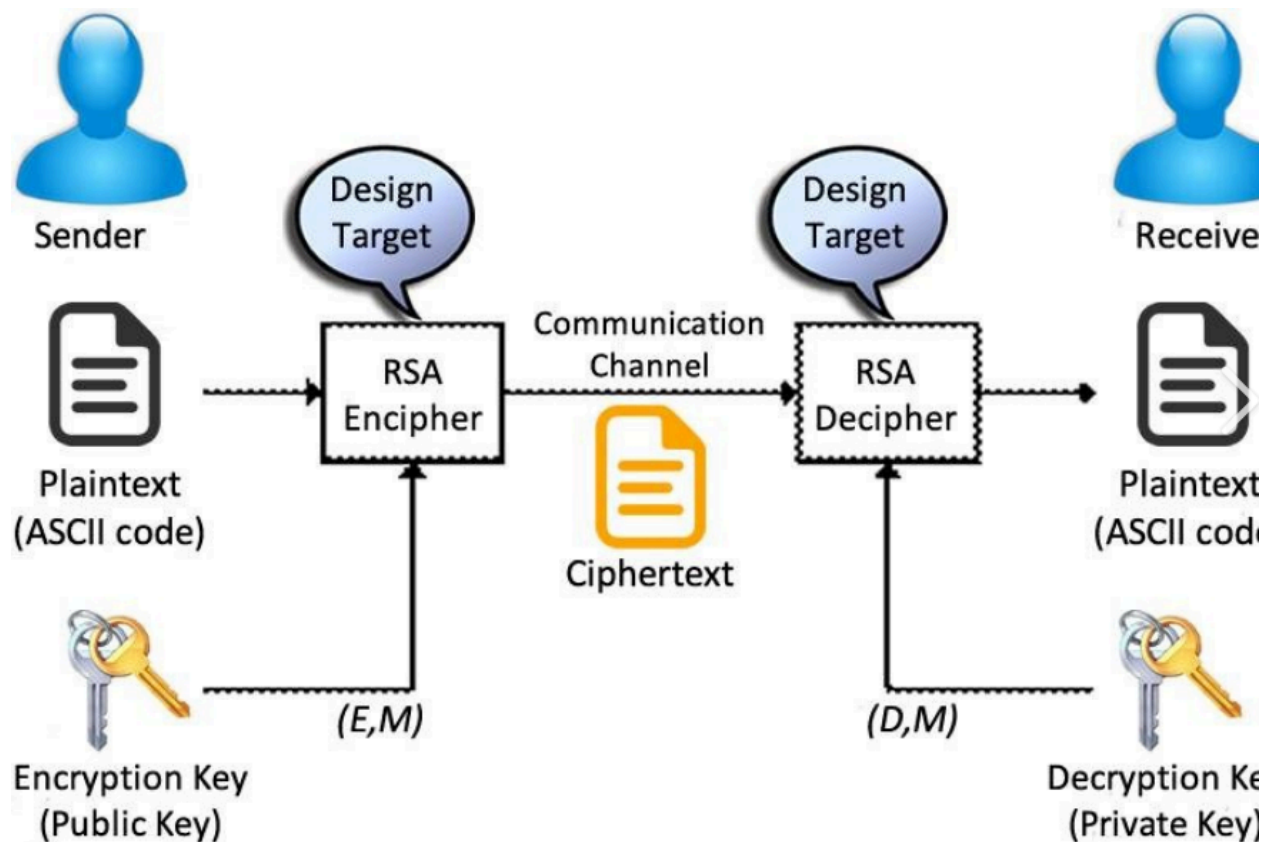 Sender
Design
Target
Design
Target
Receive
Communication
Channel
RSA
Encipher
RSA
Decipher
Plaintext
(ASCII code)
Ciphertext
Plaintext
(ASCII cod
(E,M)
(D,M)
Encryption Key
(Public Key)
Decryption Ke
(Private Key)